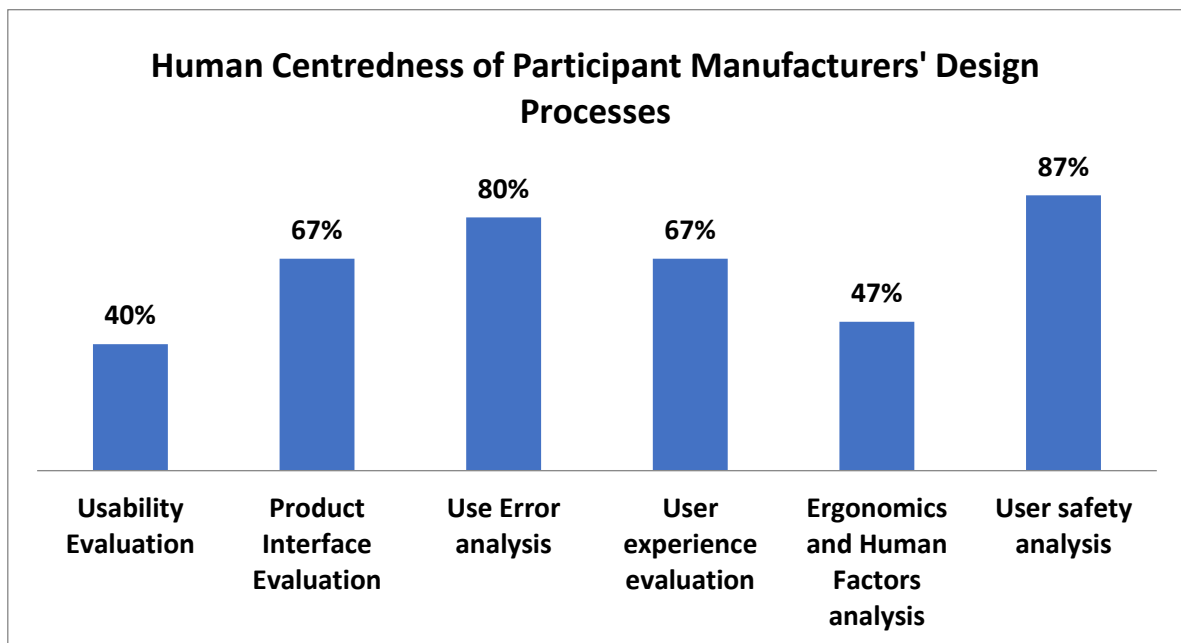 Human Centredness of Participant Manufacturers' Design
Processes
40%
67%
80%
67%
47%
87%
Usability
Evaluation
Product
Interface
Evaluation
Use Error
analysis
User
experience
evaluation
Ergonomics
and Human
Factors
analysis
User safety
analysis